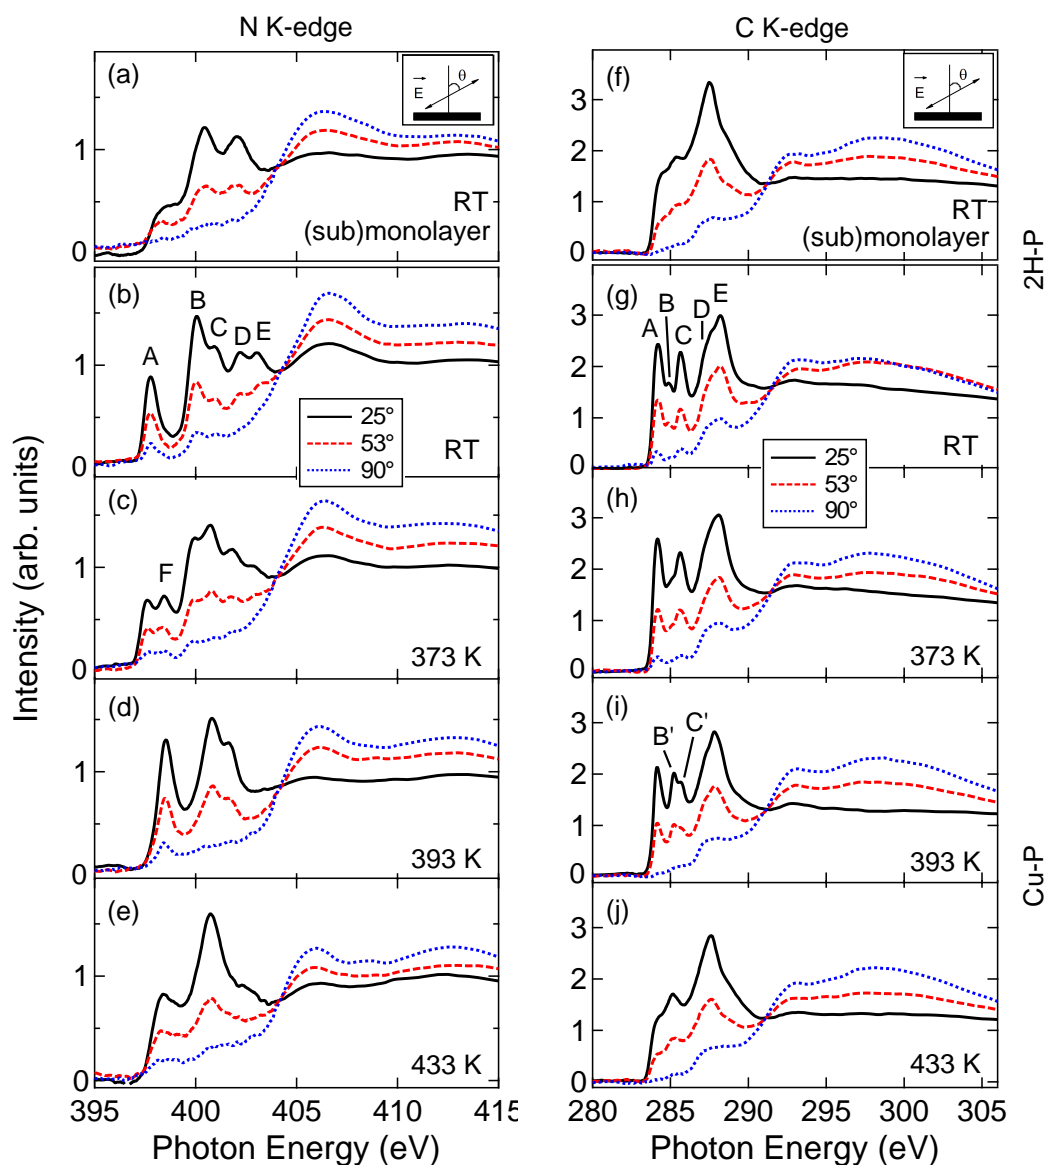 N K-edge
C K-edge
(a)
E
θ
1
0
RT
(sub)monolayer
(f)
E
θ
3
2
1
0
RT
(sub)monolayer
2H-P
(b)
A
B
C
D
E
1
0
25°
53°
90°
RT
(g)
A
B
C
D
E
3
2
1
0
25°
53°
90°
RT
Intensity (arb. units)
(c)
F
1
0
373 K
(h)
3
2
1
0
373 K
(d)
1
0
393 K
(i)
B'
C'
3
2
1
0
393 K
Cu-P
(e)
1
0
433 K
(j)
3
2
1
0
433 K
395 400 405 410 415
280 285 290 295 300 305
Photon Energy (eV)
Photon Energy (eV)